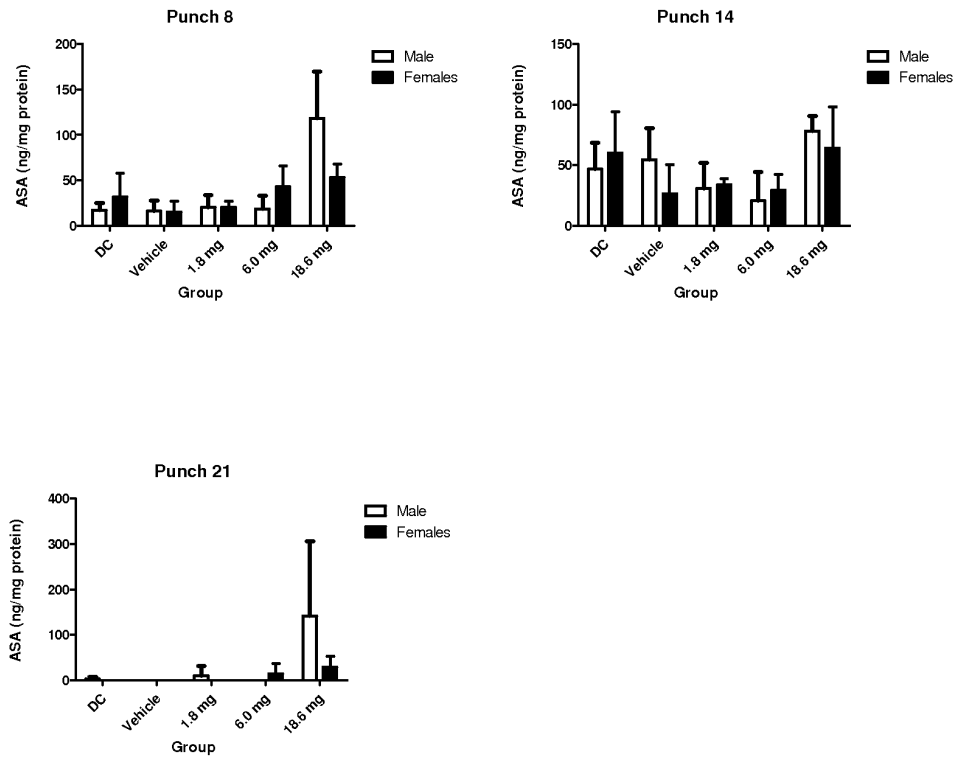 Punch 8
ASA (ng/mg protein)
200
150
100
50
0
DC
Vehicle
1.8 mg
6.0 mg
18.6 mg
Group
Male
Females
Punch 14
ASA (ng/mg protein)
150
100
50
0
DC
Vehicle
1.8 mg
6.0 mg
18.6 mg
Group
Male
Females
Punch 21
ASA (ng/mg protein)
400
300
200
100
0
DC
Vehicle
1.8 mg
6.0 mg
18.6 mg
Group
Male
Females